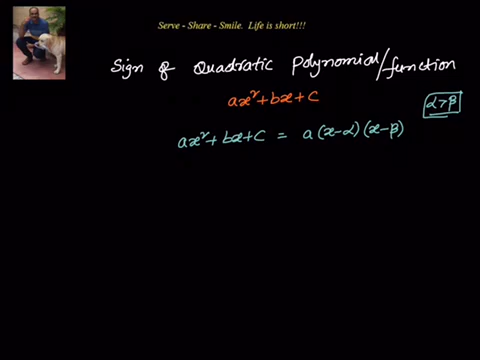 Serve - Share - Smile. Life is short!!!
Sign of Quadratic Polynomial/function
ax²+bx+c
α>β
ax²+bx+c = a(x-α)(x-β)